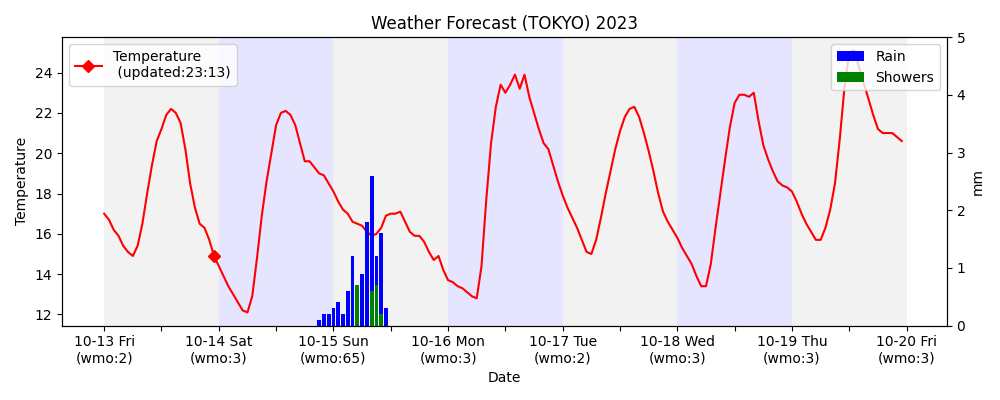 Weather Forecast (TOKYO) 2023
Temperature
(updated:23:13)
Rain
Showers
Temperature
24
22
20
18
16
14
12
5
4
3
2
1
0
mm
10-13 Fri
(wmo:2)
10-14 Sat
(wmo:3)
10-15 Sun
(wmo:65)
10-16 Mon
(wmo:3)
10-17 Tue
(wmo:2)
10-18 Wed
(wmo:3)
10-19 Thu
(wmo:3)
10-20 Fri
(wmo:3)
Date